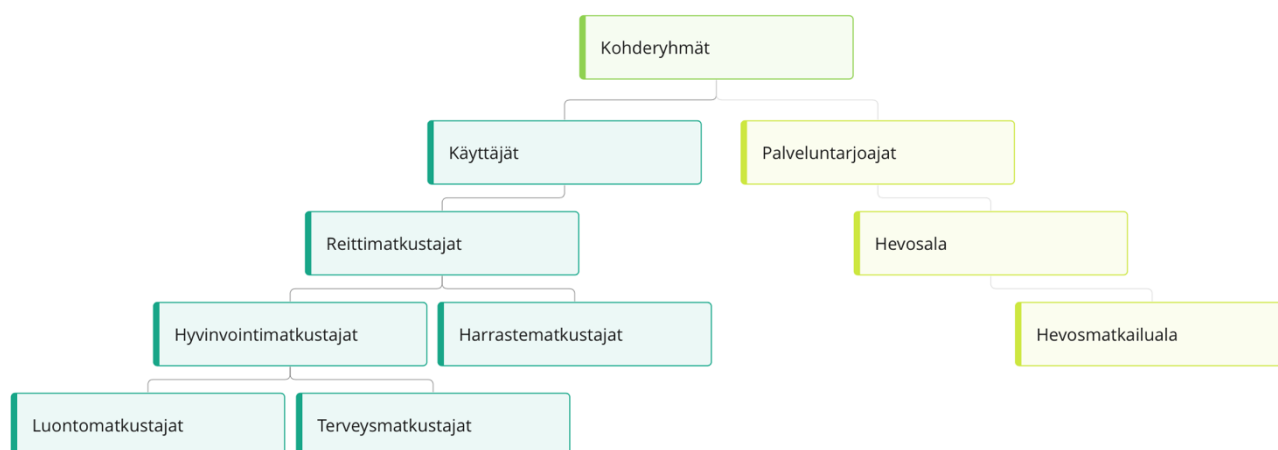 Kohderyhmät
Käyttäjät
Palveluntarjoajat
Reittimatkustajat
Hevosala
Hyvinvointimatkustajat
Harrastematkustajat
Hevosmatkailuala
Luontomatkustajat
Terveysmatkustajat